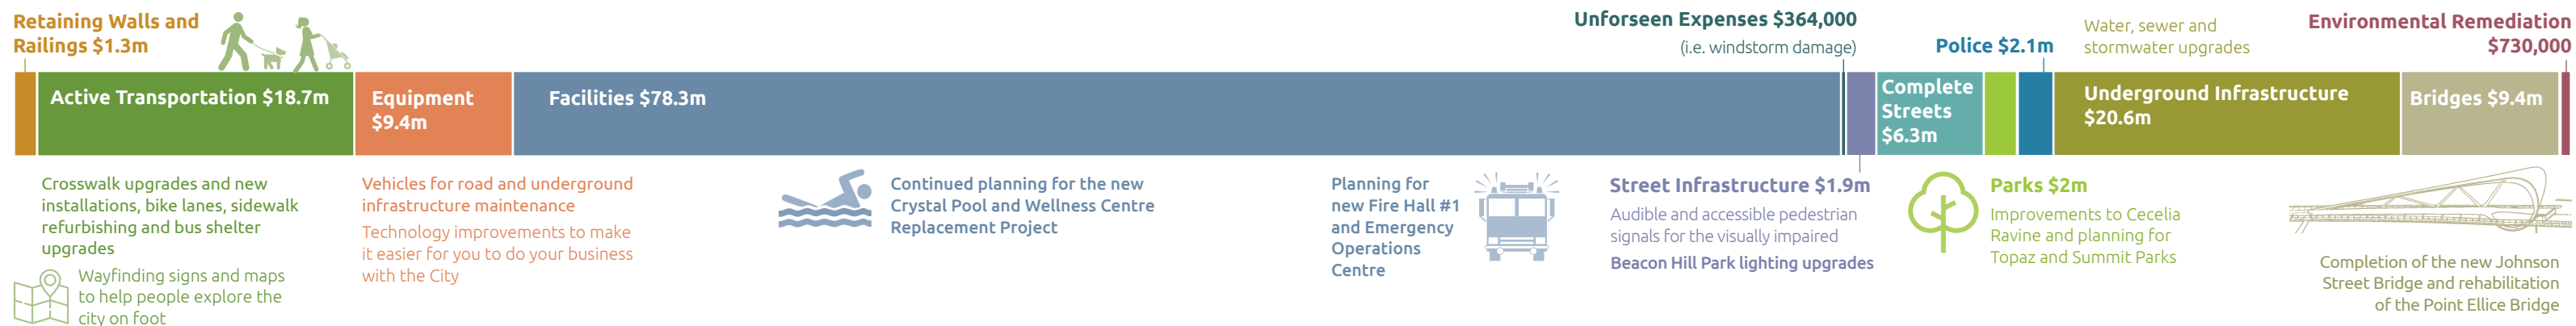 Retaining Walls and
Railings $1.3m
Unforseen Expenses $364,000
(i.e. windstorm damage)
Police $2.1m
Water, sewer and
stormwater upgrades
Environmental Remediation
$730,000
Active Transportation $18.7m
Equipment
$9.4m
Facilities $78.3m
Complete
Streets
$6.3m
Underground Infrastructure
$20.6m
Bridges $9.4m
Crosswalk upgrades and new
installations, bike lanes, sidewalk
refurbishing and bus shelter
upgrades
Wayfinding signs and maps
to help people explore the
city on foot
Vehicles for road and underground
infrastructure maintenance
Technology improvements to make
it easier for you to do your business
with the City
Continued planning for the new
Crystal Pool and Wellness Centre
Replacement Project
Planning for
new Fire Hall #1
and Emergency
Operations
Centre
Street Infrastructure $1.9m
Audible and accessible pedestrian
signals for the visually impaired
Beacon Hill Park lighting upgrades
Parks $2m
Improvements to Cecelia
Ravine and planning for
Topaz and Summit Parks
Completion of the new Johnson
Street Bridge and rehabilitation
of the Point Ellice Bridge